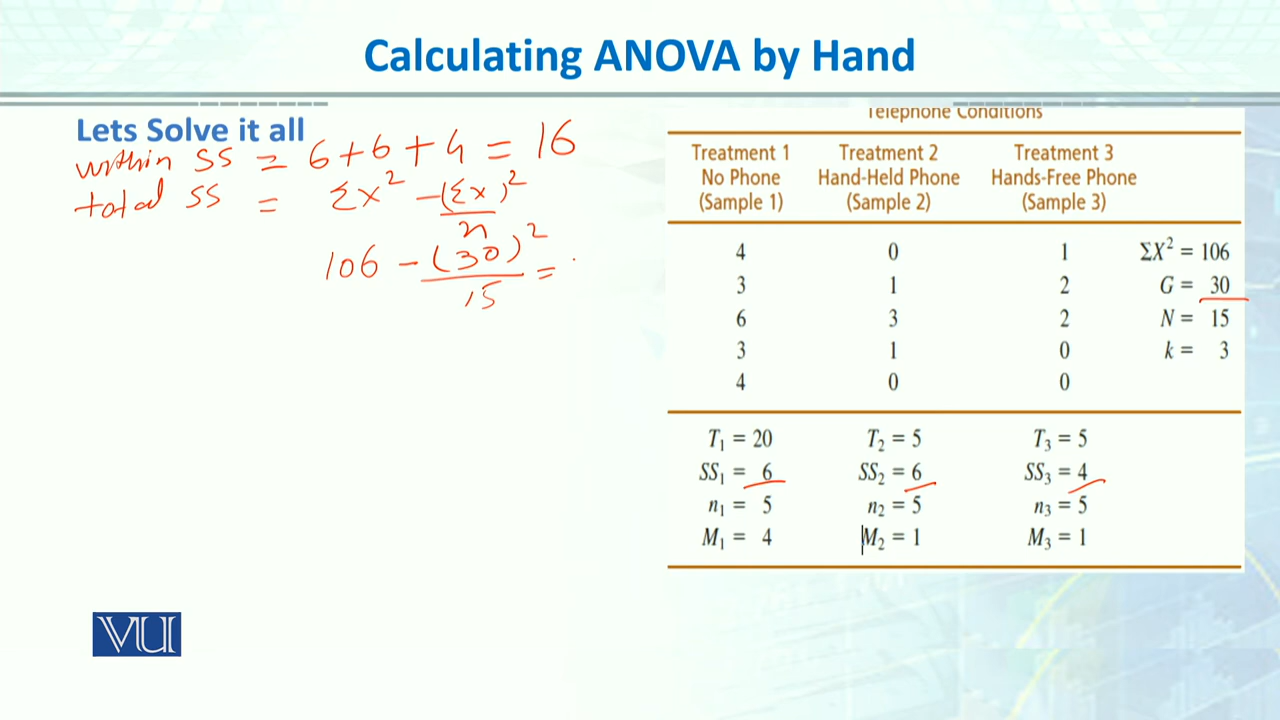 Calculating ANOVA by Hand
Lets Solve it all
within SS = 6+6+4 = 16
total SS = ΣX² - (ΣX)²
n
106 - (30)² =
15
Telephone Conditions
Treatment 1 Treatment 2 Treatment 3
No Phone Hand-Held Phone Hands-Free Phone
(Sample 1) (Sample 2) (Sample 3)
4 0 1 ΣX² = 106
3 1 2 G = 30
6 3 2 N = 15
3 1 0 k = 3
4 0 0
T₁ = 20 T₂ = 5 T₃ = 5
SS₁ = 6 SS₂ = 6 SS₃ = 4
n₁ = 5 n₂ = 5 n₃ = 5
M₁ = 4 M₂ = 1 M₃ = 1
VU